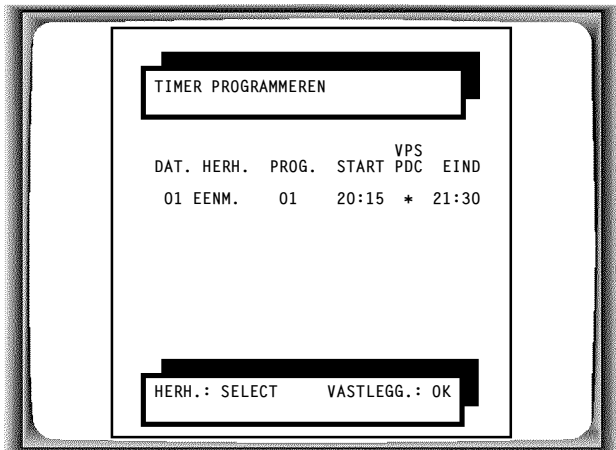 TIMER PROGRAMMEREN
VPS
DAT. HERH. PROG. START PDC EIND
01 EENM. 01 20:15 * 21:30
HERH.: SELECT VASTLEGG.: OK